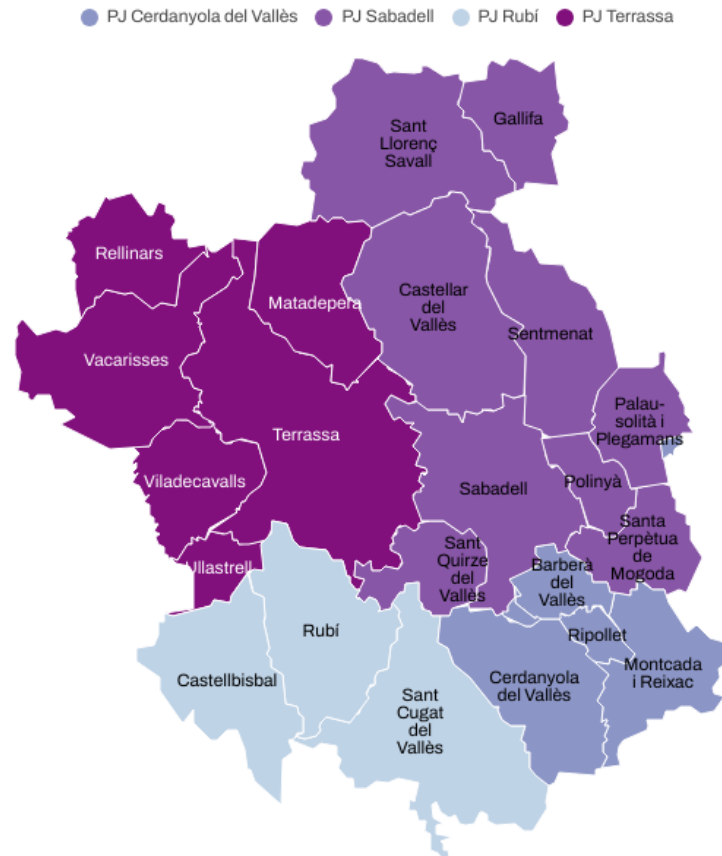 PJ Cerdanyola del Vallès PJ Sabadell PJ Rubí PJ Terrassa
Gallifa
Sant
Llorenç
Savall
Rellinars
Matadepera
Castellar
del
Vallès
Sentmenat
Vacarisses
Palau-
solità i
Plegamans
Terrassa
Viladecavalls
Sabadell
Polinyà
Santa
Perpètua
de
Mogoda
Sant
Quirze
del
Vallès
Ullastrell
Barberà
del
Vallès
Rubí
Ripollet
Castellbisbal
Cerdanyola
del Vallès
Montcada
i Reixac
Sant
Cugat
del
Vallès